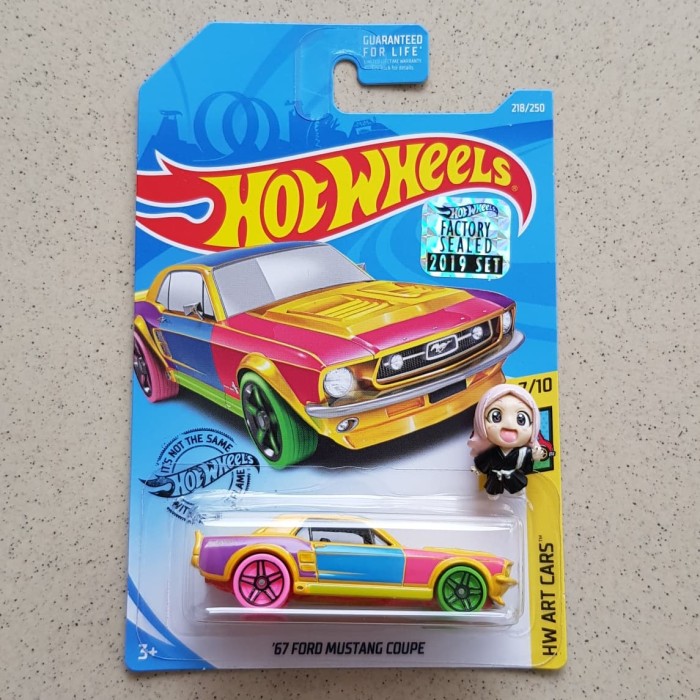 GUARANTEED
FOR LIFE
218/250
HOT WHEELS
HOT WHEELS
FACTORY
SEALED
2019 SET
7/10
IT'S NOT THE SAME
HOT WHEELS
HW ART CARS™
'67 FORD MUSTANG COUPE
3+